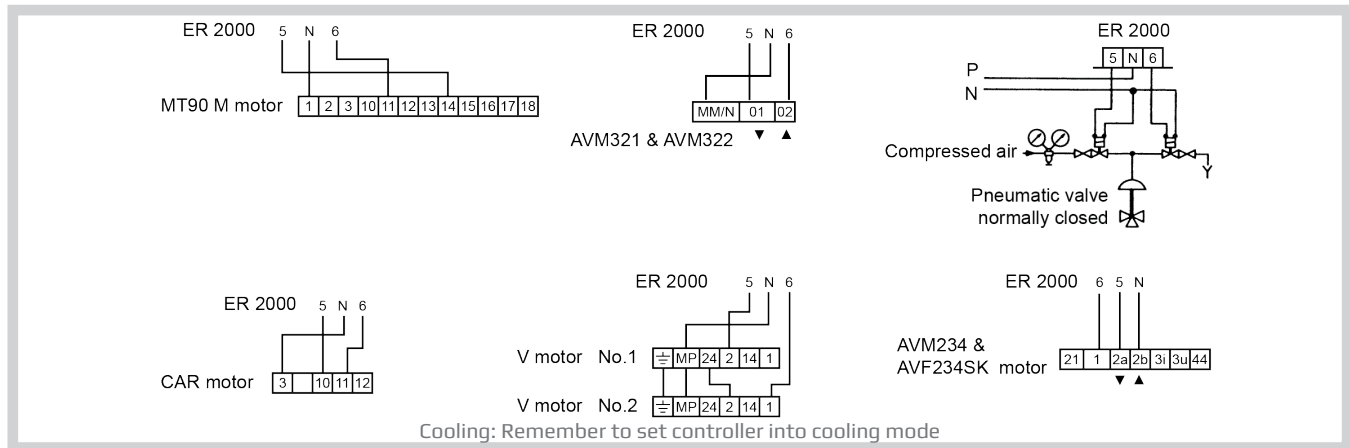 ER 2000 5 N 6
MT90 M motor 1 2 3 10 11 12 13 14 15 16 17 18
ER 2000 5 N 6
MM/N 01 02
AVM321 & AVM322 ▼ ▲
ER 2000
5 N 6
P
N
Compressed air
Y
Pneumatic valve
normally closed
ER 2000 5 N 6
CAR motor 3 10 11 12
ER 2000 5 N 6
V motor No.1 MP 24 2 14 1
V motor No.2 MP 24 2 14 1
ER 2000 6 5 N
AVM234 &
AVF234SK motor 21 1 2a 2b 3i 3u 44
▼ ▲
Cooling: Remember to set controller into cooling mode